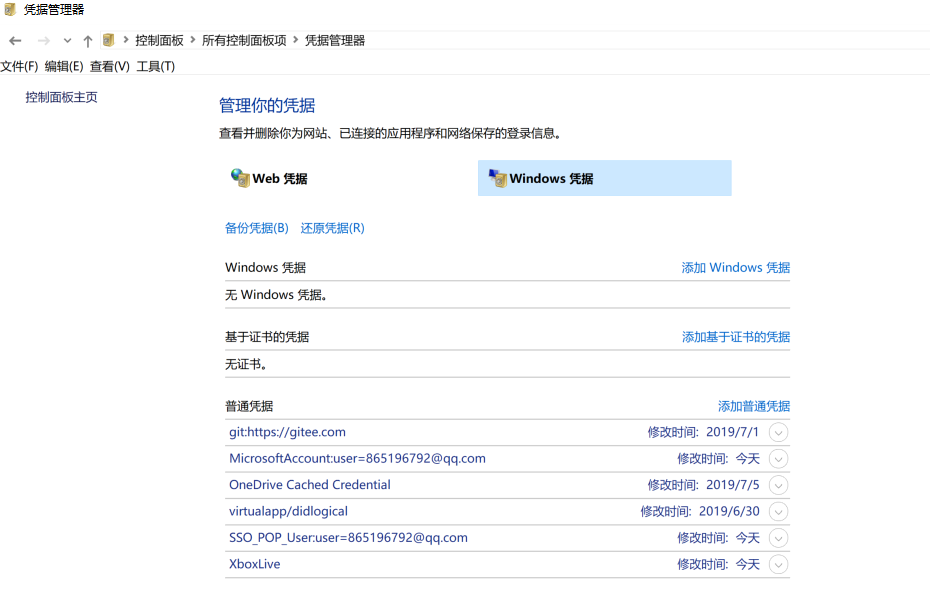 凭据管理器
控制面板 所有控制面板项 凭据管理器
文件(F) 编辑(E) 查看(V) 工具(T)
控制面板主页
管理你的凭据
查看并删除你为网站、已连接的应用程序和网络保存的登录信息。
Web 凭据 Windows 凭据
备份凭据(B) 还原凭据(R)
Windows 凭据 添加 Windows 凭据
无 Windows 凭据。
基于证书的凭据 添加基于证书的凭据
无证书。
普通凭据 添加普通凭据
git:https://gitee.com 修改时间: 2019/7/1
MicrosoftAccount:user=865196792@qq.com 修改时间: 今天
OneDrive Cached Credential 修改时间: 2019/7/5
virtualapp/didlogical 修改时间: 2019/6/30
SSO_POP_User:user=865196792@qq.com 修改时间: 今天
XboxLive 修改时间: 今天